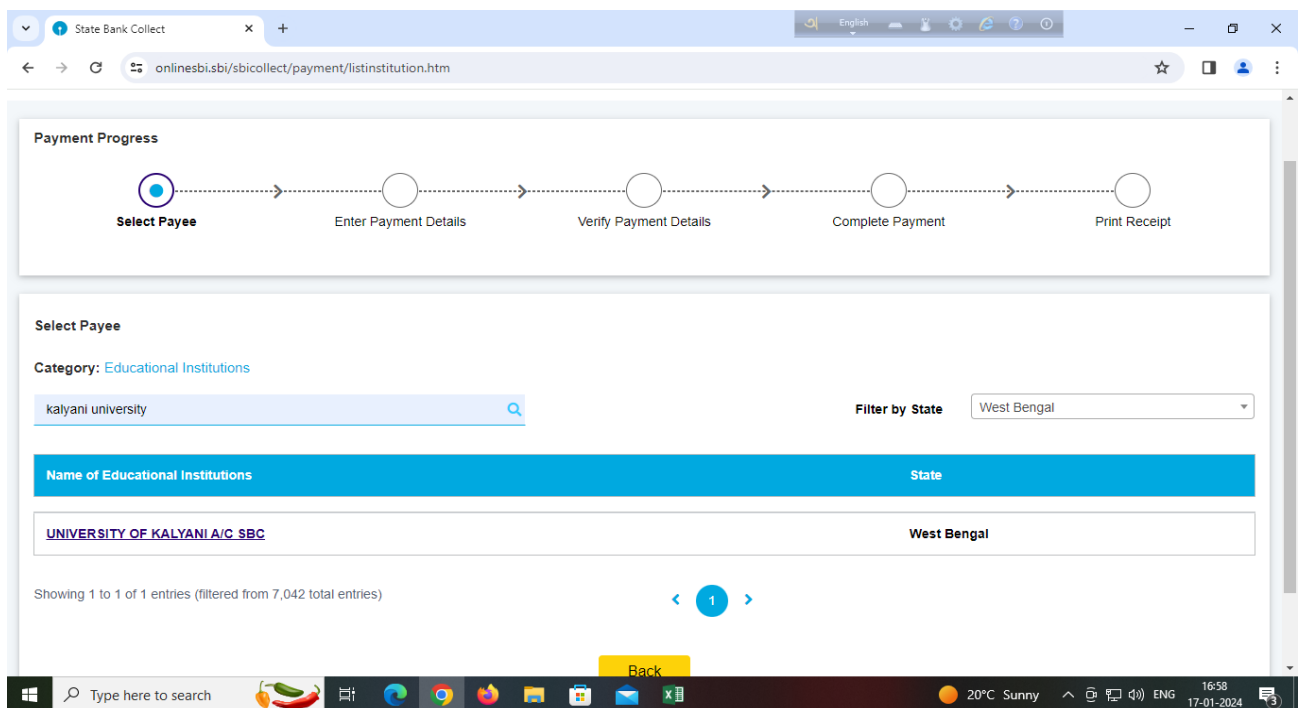 State Bank Collect
English
onlinesbi.sbi/sbicollect/payment/listinstitution.htm
Payment Progress
Select Payee
Enter Payment Details
Verify Payment Details
Complete Payment
Print Receipt
Select Payee
Category: Educational Institutions
kalyani university
Filter by State
West Bengal
Name of Educational Institutions
State
UNIVERSITY OF KALYANI A/C SBC
West Bengal
Showing 1 to 1 of 1 entries (filtered from 7,042 total entries)
1
Back
Type here to search
20°C Sunny
ENG
16:58
17-01-2024
3